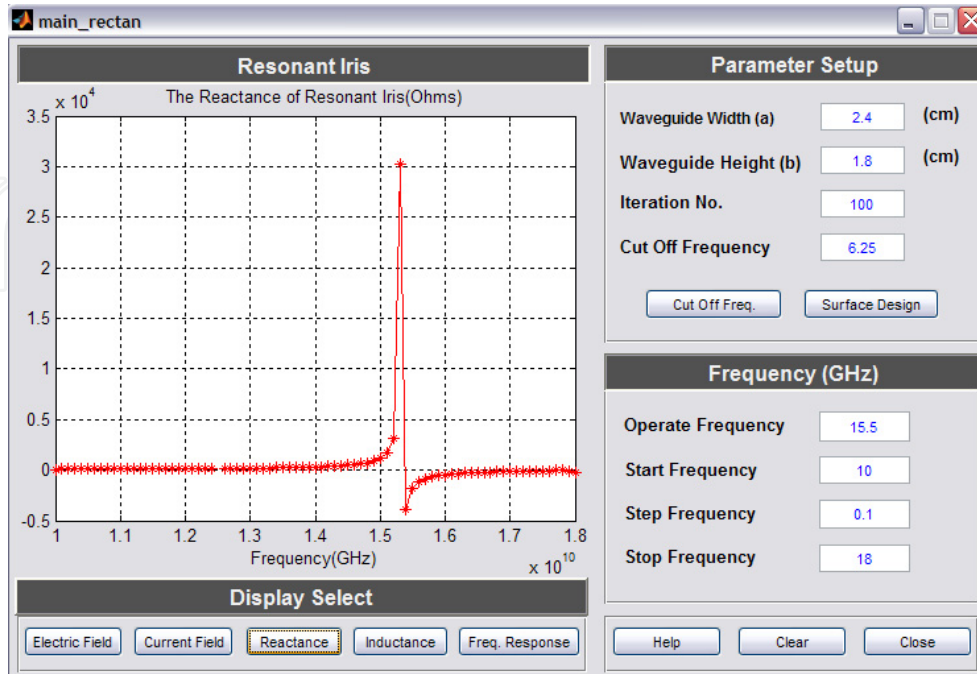 main_rectan
Resonant Iris
The Reactance of Resonant Iris(Ohms)
x 10^4
3.5
3
2.5
2
1.5
1
0.5
0
-0.5
1 1.1 1.2 1.3 1.4 1.5 1.6 1.7 1.8
Frequency(GHz)
x 10^10
Display Select
Electric Field Current Field Reactance Inductance Freq. Response
Parameter Setup
Waveguide Width (a) 2.4 (cm)
Waveguide Height (b) 1.8 (cm)
Iteration No. 100
Cut Off Frequency 6.25
Cut Off Freq. Surface Design
Frequency (GHz)
Operate Frequency 15.5
Start Frequency 10
Step Frequency 0.1
Stop Frequency 18
Help Clear Close